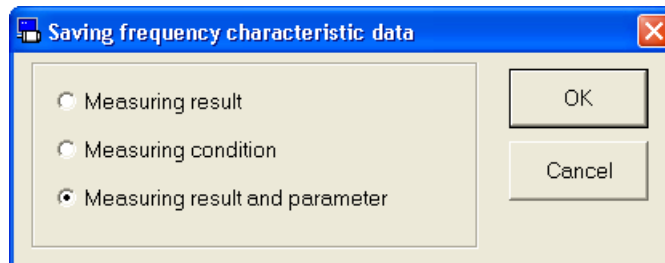 Saving frequency characteristic data
Measuring result
Measuring condition
Measuring result and parameter
OK
Cancel